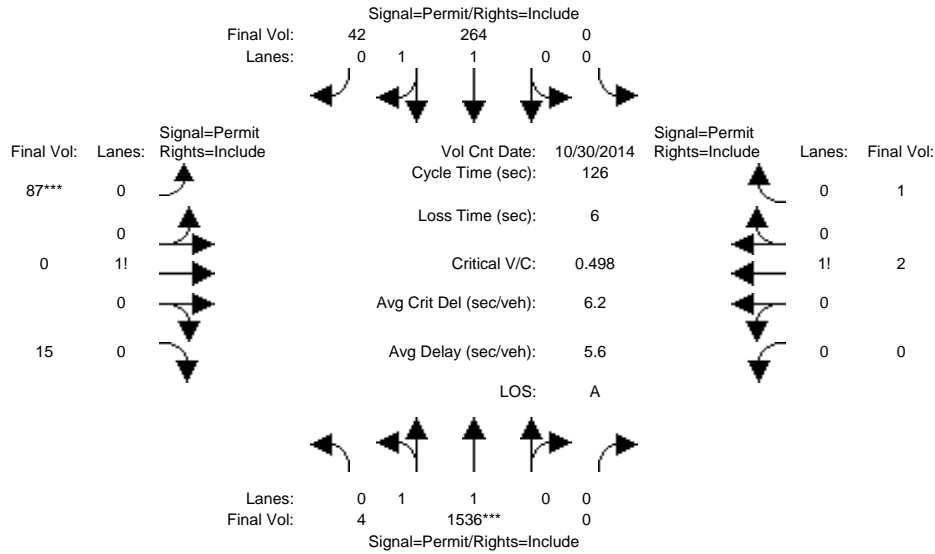 Signal=Permit/Rights=Include
Final Vol: 42 264 0
Lanes: 0 1 1 0 0
Signal=Permit
Final Vol: Lanes: Rights=Include
Vol Cnt Date: 10/30/2014
Signal=Permit
Rights=Include Lanes: Final Vol:
Cycle Time (sec): 126
87*** 0
0 1
Loss Time (sec): 6
0
0
0 1!
Critical V/C: 0.498
1! 2
0
Avg Crit Del (sec/veh): 6.2
0
15 0
Avg Delay (sec/veh): 5.6
0 0
LOS: A
Lanes: 0 1 1 0 0
Final Vol: 4 1536*** 0
Signal=Permit/Rights=Include